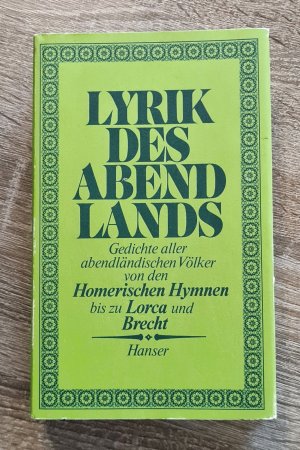 LYRIK
DES
ABEND
LANDS
Gedichte aller
abendländischen Völker
von den
Homerischen Hymnen
bis zu Lorca und
Brecht
Hanser